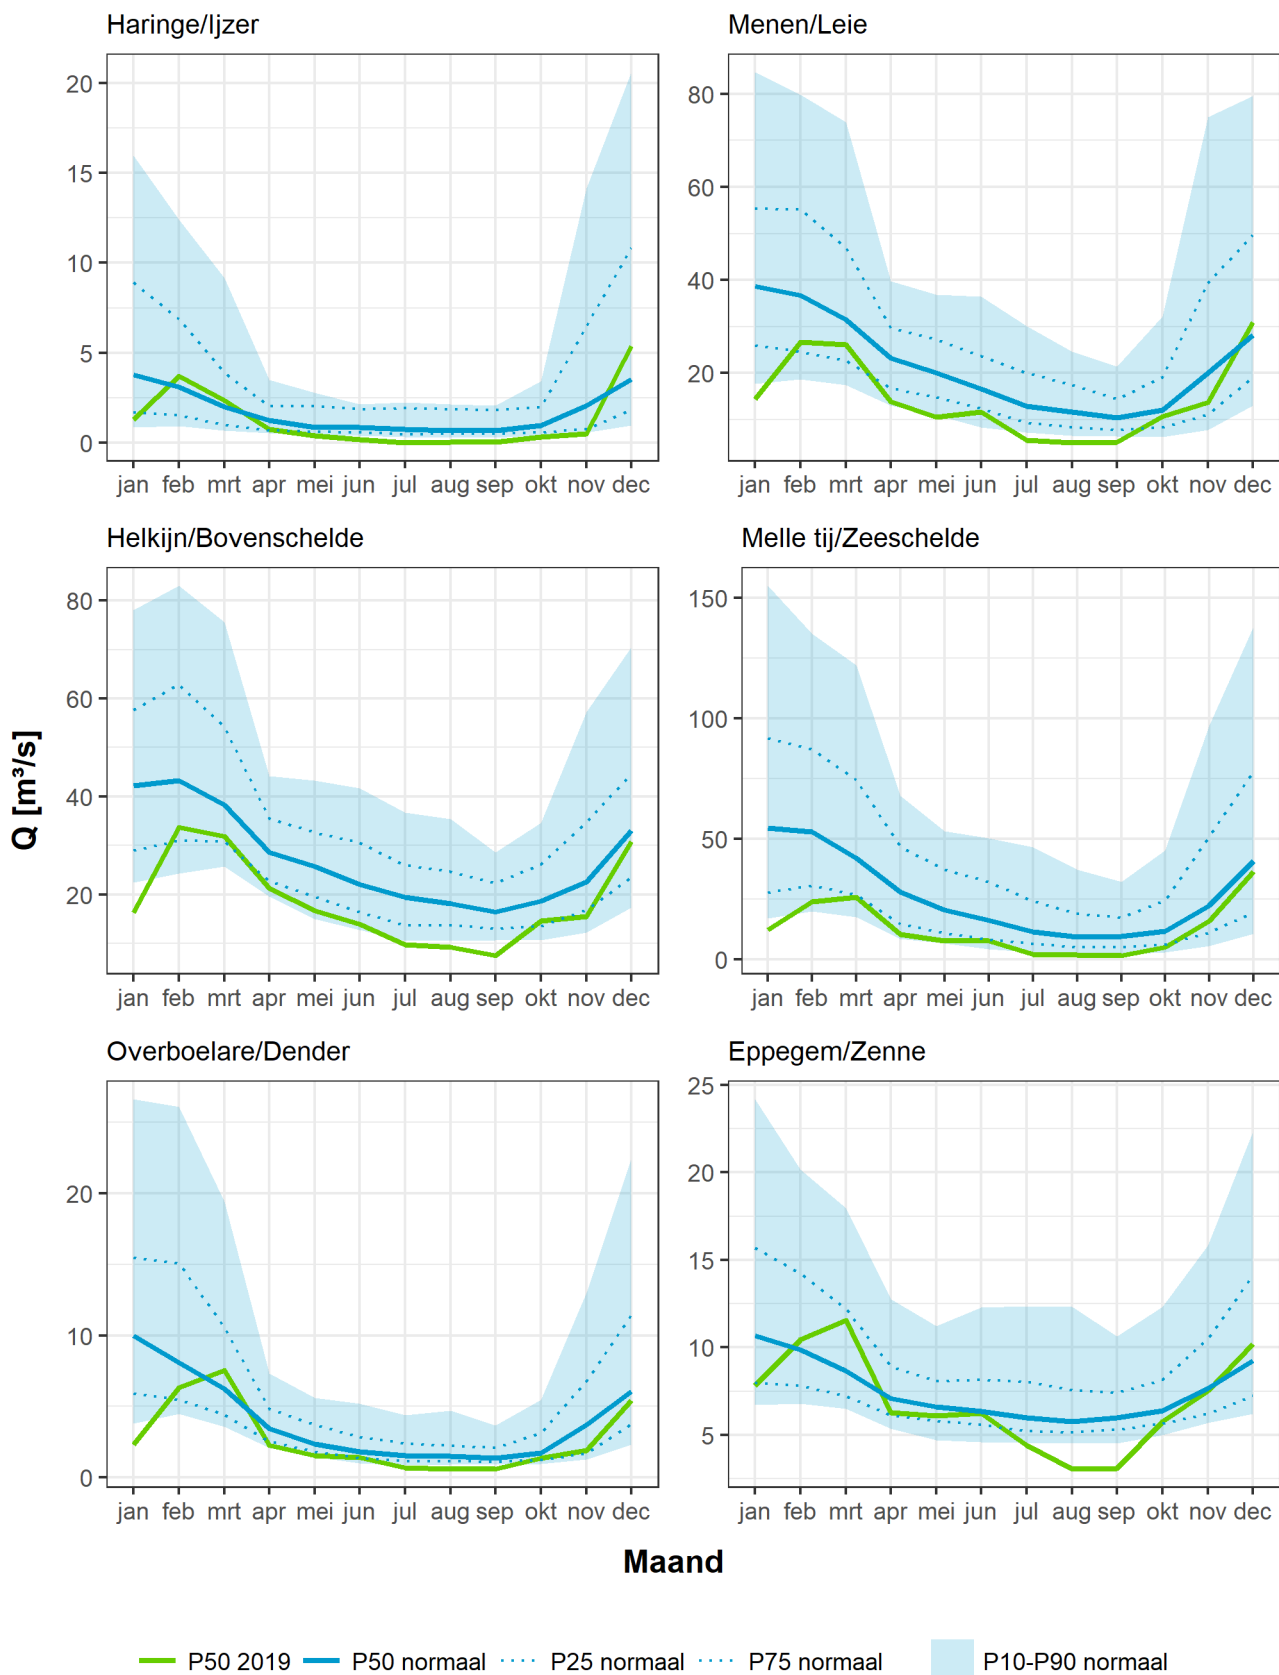 Haringe/Ijzer
Menen/Leie
20
15
10
5
0
80
60
40
20
jan feb mrt apr mei jun jul aug sep okt nov dec
jan feb mrt apr mei jun jul aug sep okt nov dec
Helkijn/Bovenschelde
Melle tij/Zeeschelde
80
60
40
20
150
100
50
0
jan feb mrt apr mei jun jul aug sep okt nov dec
jan feb mrt apr mei jun jul aug sep okt nov dec
Q [m³/s]
Overboelare/Dender
Eppegem/Zenne
20
10
0
25
20
15
10
5
jan feb mrt apr mei jun jul aug sep okt nov dec
jan feb mrt apr mei jun jul aug sep okt nov dec
Maand
P50 2019 P50 normaal P25 normaal P75 normaal P10-P90 normaal